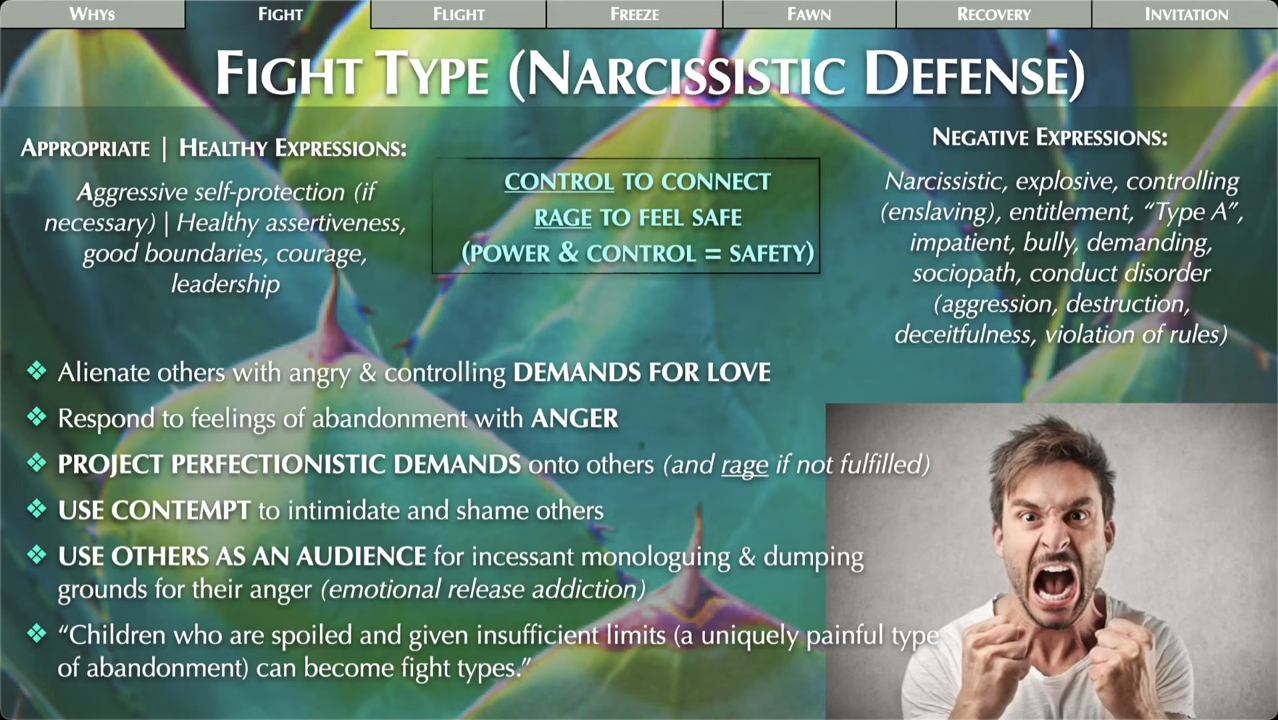 WHYS
FIGHT
FLIGHT
FREEZE
FAWN
RECOVERY
INVITATION
FIGHT TYPE (NARCISSISTIC DEFENSE)
APPROPRIATE | HEALTHY EXPRESSIONS:
Aggressive self-protection (if
necessary) | Healthy assertiveness,
good boundaries, courage,
leadership
CONTROL TO CONNECT
RAGE TO FEEL SAFE
(POWER & CONTROL = SAFETY)
NEGATIVE EXPRESSIONS:
Narcissistic, explosive, controlling
(enslaving), entitlement, “Type A”,
impatient, bully, demanding,
sociopath, conduct disorder
(aggression, destruction,
deceitfulness, violation of rules)
❖ Alienate others with angry & controlling DEMANDS FOR LOVE
❖ Respond to feelings of abandonment with ANGER
❖ PROJECT PERFECTIONISTIC DEMANDS onto others (and rage if not fulfilled)
❖ USE CONTEMPT to intimidate and shame others
❖ USE OTHERS AS AN AUDIENCE for incessant monologuing & dumping
grounds for their anger (emotional release addiction)
❖ “Children who are spoiled and given insufficient limits (a uniquely painful type
of abandonment) can become fight types.”